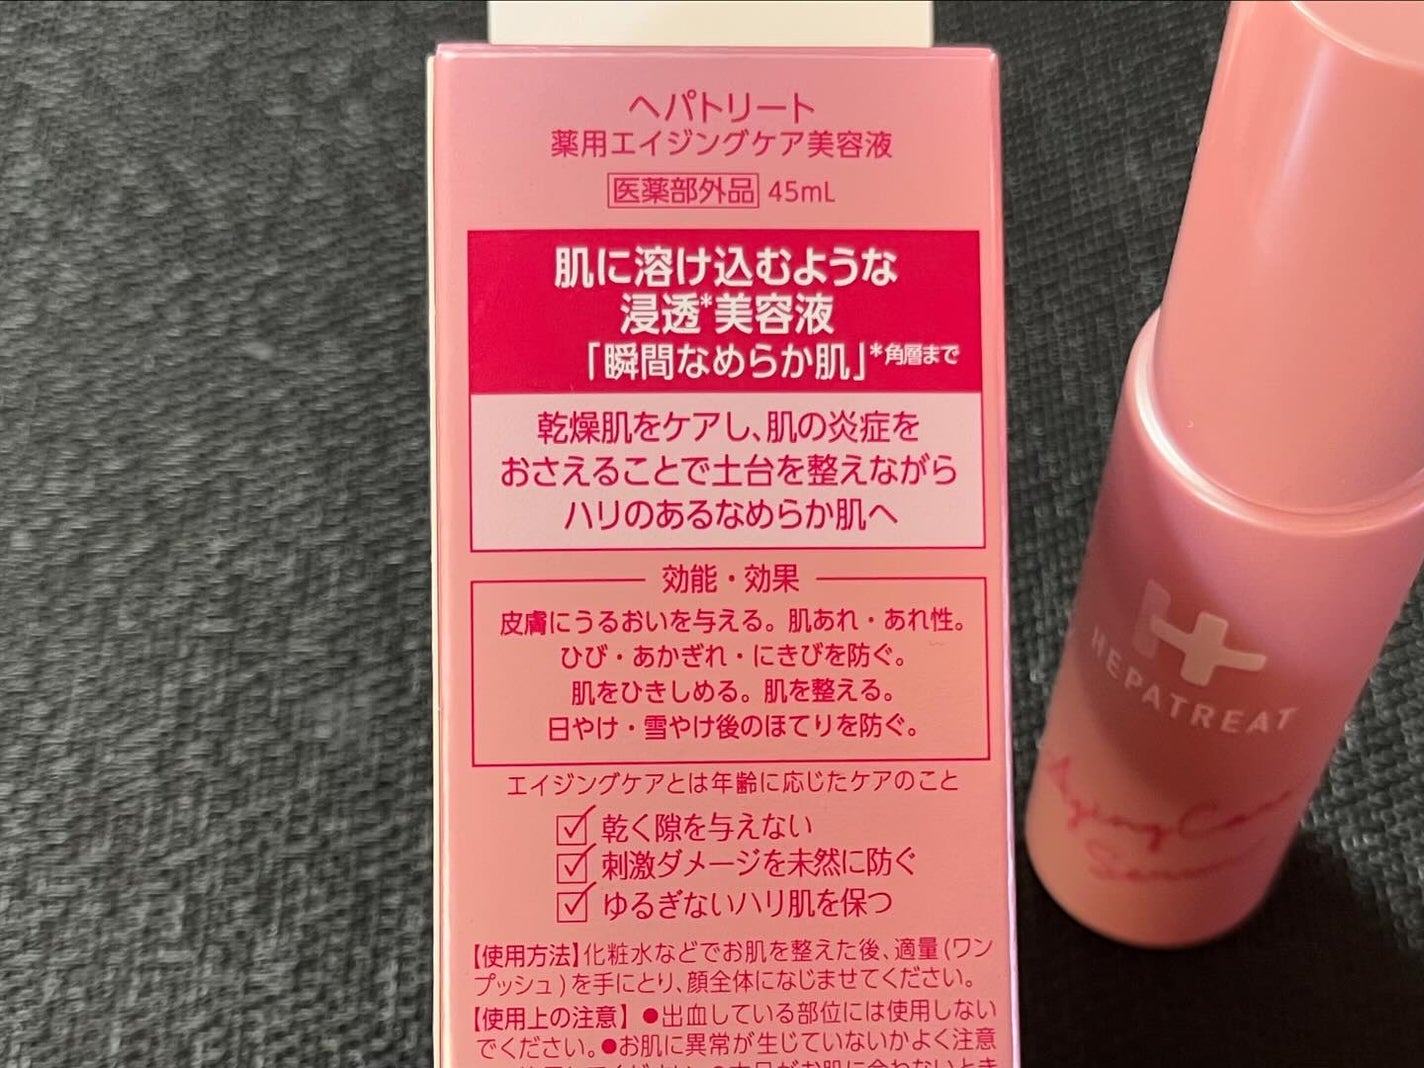 ヘパトリート
薬用エイジングケア美容液
医薬部外品 45mL
肌に溶け込むような
浸透*美容液
「瞬間なめらか肌」*角層まで
乾燥肌をケアし、肌の炎症を
おさえることで土台を整えながら
ハリのあるなめらか肌へ
効能・効果
皮膚にうるおいを与える。肌あれ・あれ性。
ひび・あかぎれ・にきびを防ぐ。
肌をひきしめる。肌を整える。
日やけ・雪やけ後のほてりを防ぐ。
エイジングケアとは年齢に応じたケアのこと
乾く隙を与えない
刺激ダメージを未然に防ぐ
ゆるぎないハリ肌を保つ
【使用方法】化粧水などでお肌を整えた後、適量(ワン
プッシュ)を手にとり、顔全体になじませてください。
【使用上の注意】●出血している部位には使用しない
でください。●お肌に異常が生じていないかよく注意
HEPATREAT
Aging Care
Serum